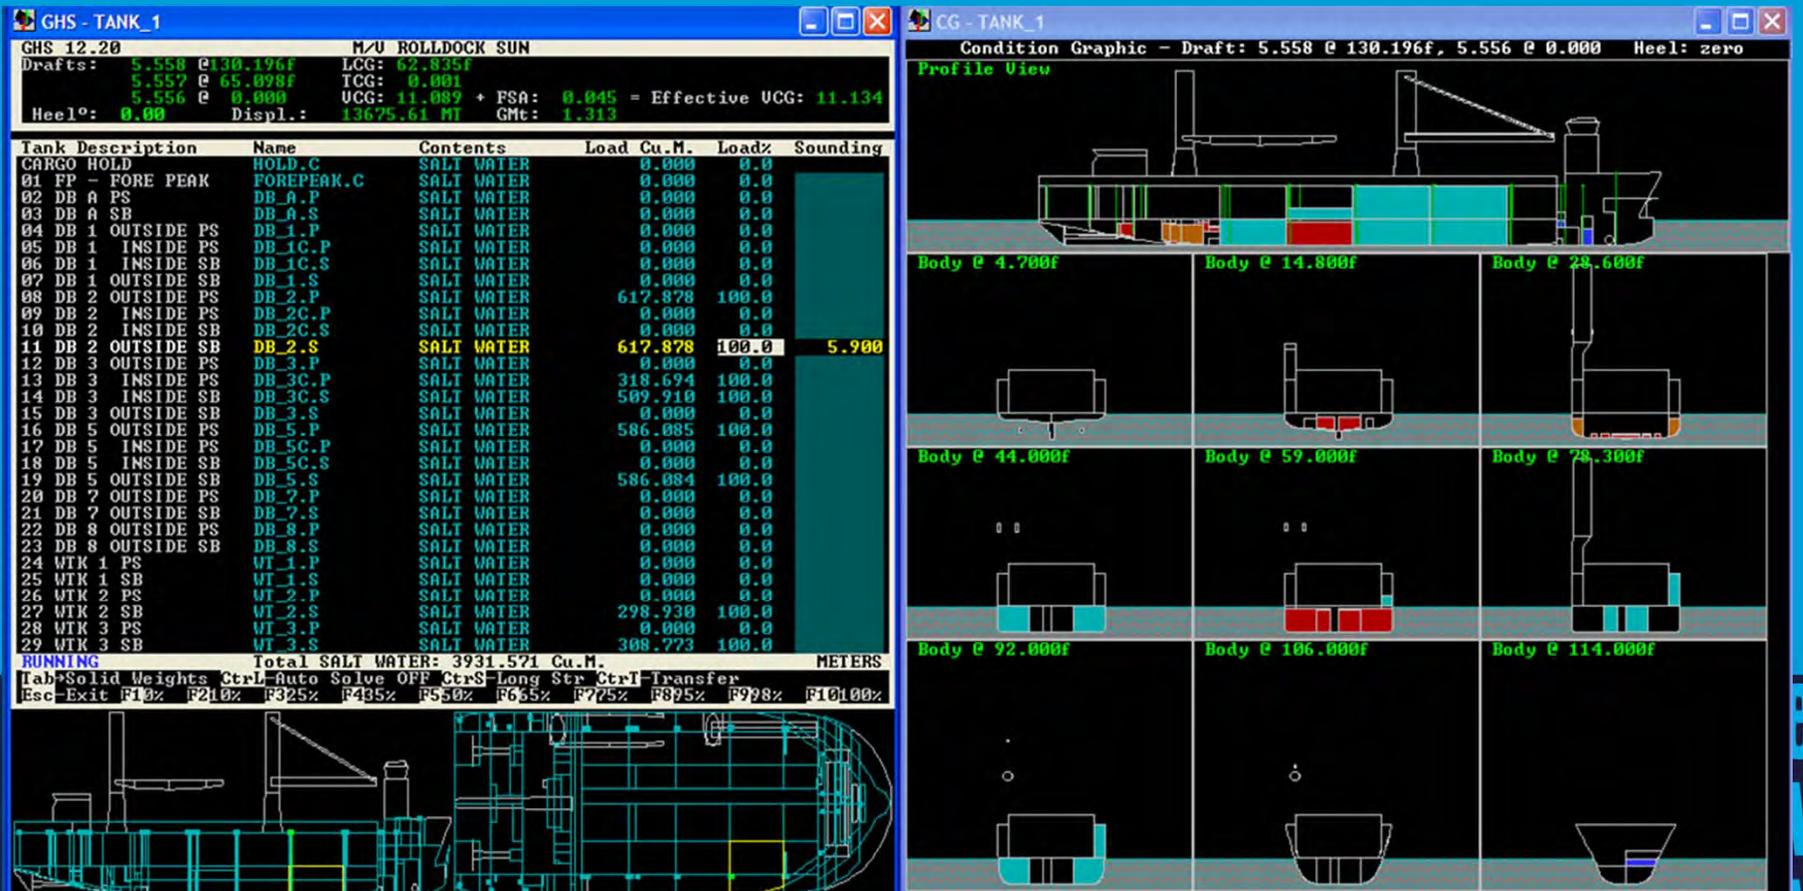 GHS - TANK_1
GHS 12.20 M/V ROLLDOCK SUN
Drafts: 5.558 @130.196f LCG: 62.835f
5.557 @ 65.098f TCG: 0.001
5.556 @ 0.000 VCG: 11.089 + FSA: 0.045 = Effective VCG: 11.134
Heelº: 0.00 Displ.: 13675.61 MT GMt: 1.313
Tank Description Name Contents Load Cu.M. Load% Sounding
CARGO HOLD HOLD.C SALT WATER 0.000 0.0
01 FP - FORE PEAK FOREPEAK.C SALT WATER 0.000 0.0
02 DB A PS DB_A.P SALT WATER 0.000 0.0
03 DB A SB DB_A.S SALT WATER 0.000 0.0
04 DB 1 OUTSIDE PS DB_1.P SALT WATER 0.000 0.0
05 DB 1 INSIDE PS DB_1C.P SALT WATER 0.000 0.0
06 DB 1 INSIDE SB DB_1C.S SALT WATER 0.000 0.0
07 DB 1 OUTSIDE SB DB_1.S SALT WATER 0.000 0.0
08 DB 2 OUTSIDE PS DB_2.P SALT WATER 617.878 100.0
09 DB 2 INSIDE PS DB_2C.P SALT WATER 0.000 0.0
10 DB 2 INSIDE SB DB_2C.S SALT WATER 0.000 0.0
11 DB 2 OUTSIDE SB DB_2.S SALT WATER 617.878 100.0 5.900
12 DB 3 OUTSIDE PS DB_3.P SALT WATER 0.000 0.0
13 DB 3 INSIDE PS DB_3C.P SALT WATER 318.694 100.0
14 DB 3 INSIDE SB DB_3C.S SALT WATER 509.910 100.0
15 DB 3 OUTSIDE SB DB_3.S SALT WATER 0.000 0.0
16 DB 5 OUTSIDE PS DB_5.P SALT WATER 586.085 100.0
17 DB 5 INSIDE PS DB_5C.P SALT WATER 0.000 0.0
18 DB 5 INSIDE SB DB_5C.S SALT WATER 0.000 0.0
19 DB 5 OUTSIDE SB DB_5.S SALT WATER 586.084 100.0
20 DB 7 OUTSIDE PS DB_7.P SALT WATER 0.000 0.0
21 DB 7 OUTSIDE SB DB_7.S SALT WATER 0.000 0.0
22 DB 8 OUTSIDE PS DB_8.P SALT WATER 0.000 0.0
23 DB 8 OUTSIDE SB DB_8.S SALT WATER 0.000 0.0
24 WTK 1 PS WT_1.P SALT WATER 0.000 0.0
25 WTK 1 SB WT_1.S SALT WATER 0.000 0.0
26 WTK 2 PS WT_2.P SALT WATER 0.000 0.0
27 WTK 2 SB WT_2.S SALT WATER 298.930 100.0
28 WTK 3 PS WT_3.P SALT WATER 0.000 0.0
29 WTK 3 SB WT_3.S SALT WATER 308.773 100.0
RUNNING Total SALT WATER: 3931.571 Cu.M. METERS
Tab→Solid Weights CtrL-Auto Solve OFF CtrS-Long Str CtrT-Transfer
Esc-Exit F10% F210% F325% F435% F550% F665% F775% F895% F998% F10100%
CG - TANK_1
Condition Graphic - Draft: 5.558 @ 130.196f, 5.556 @ 0.000 Heel: zero
Profile View
Body @ 4.700f Body @ 14.800f Body @ 28.600f
Body @ 44.000f Body @ 59.000f Body @ 78.300f
Body @ 92.000f Body @ 106.000f Body @ 114.000f